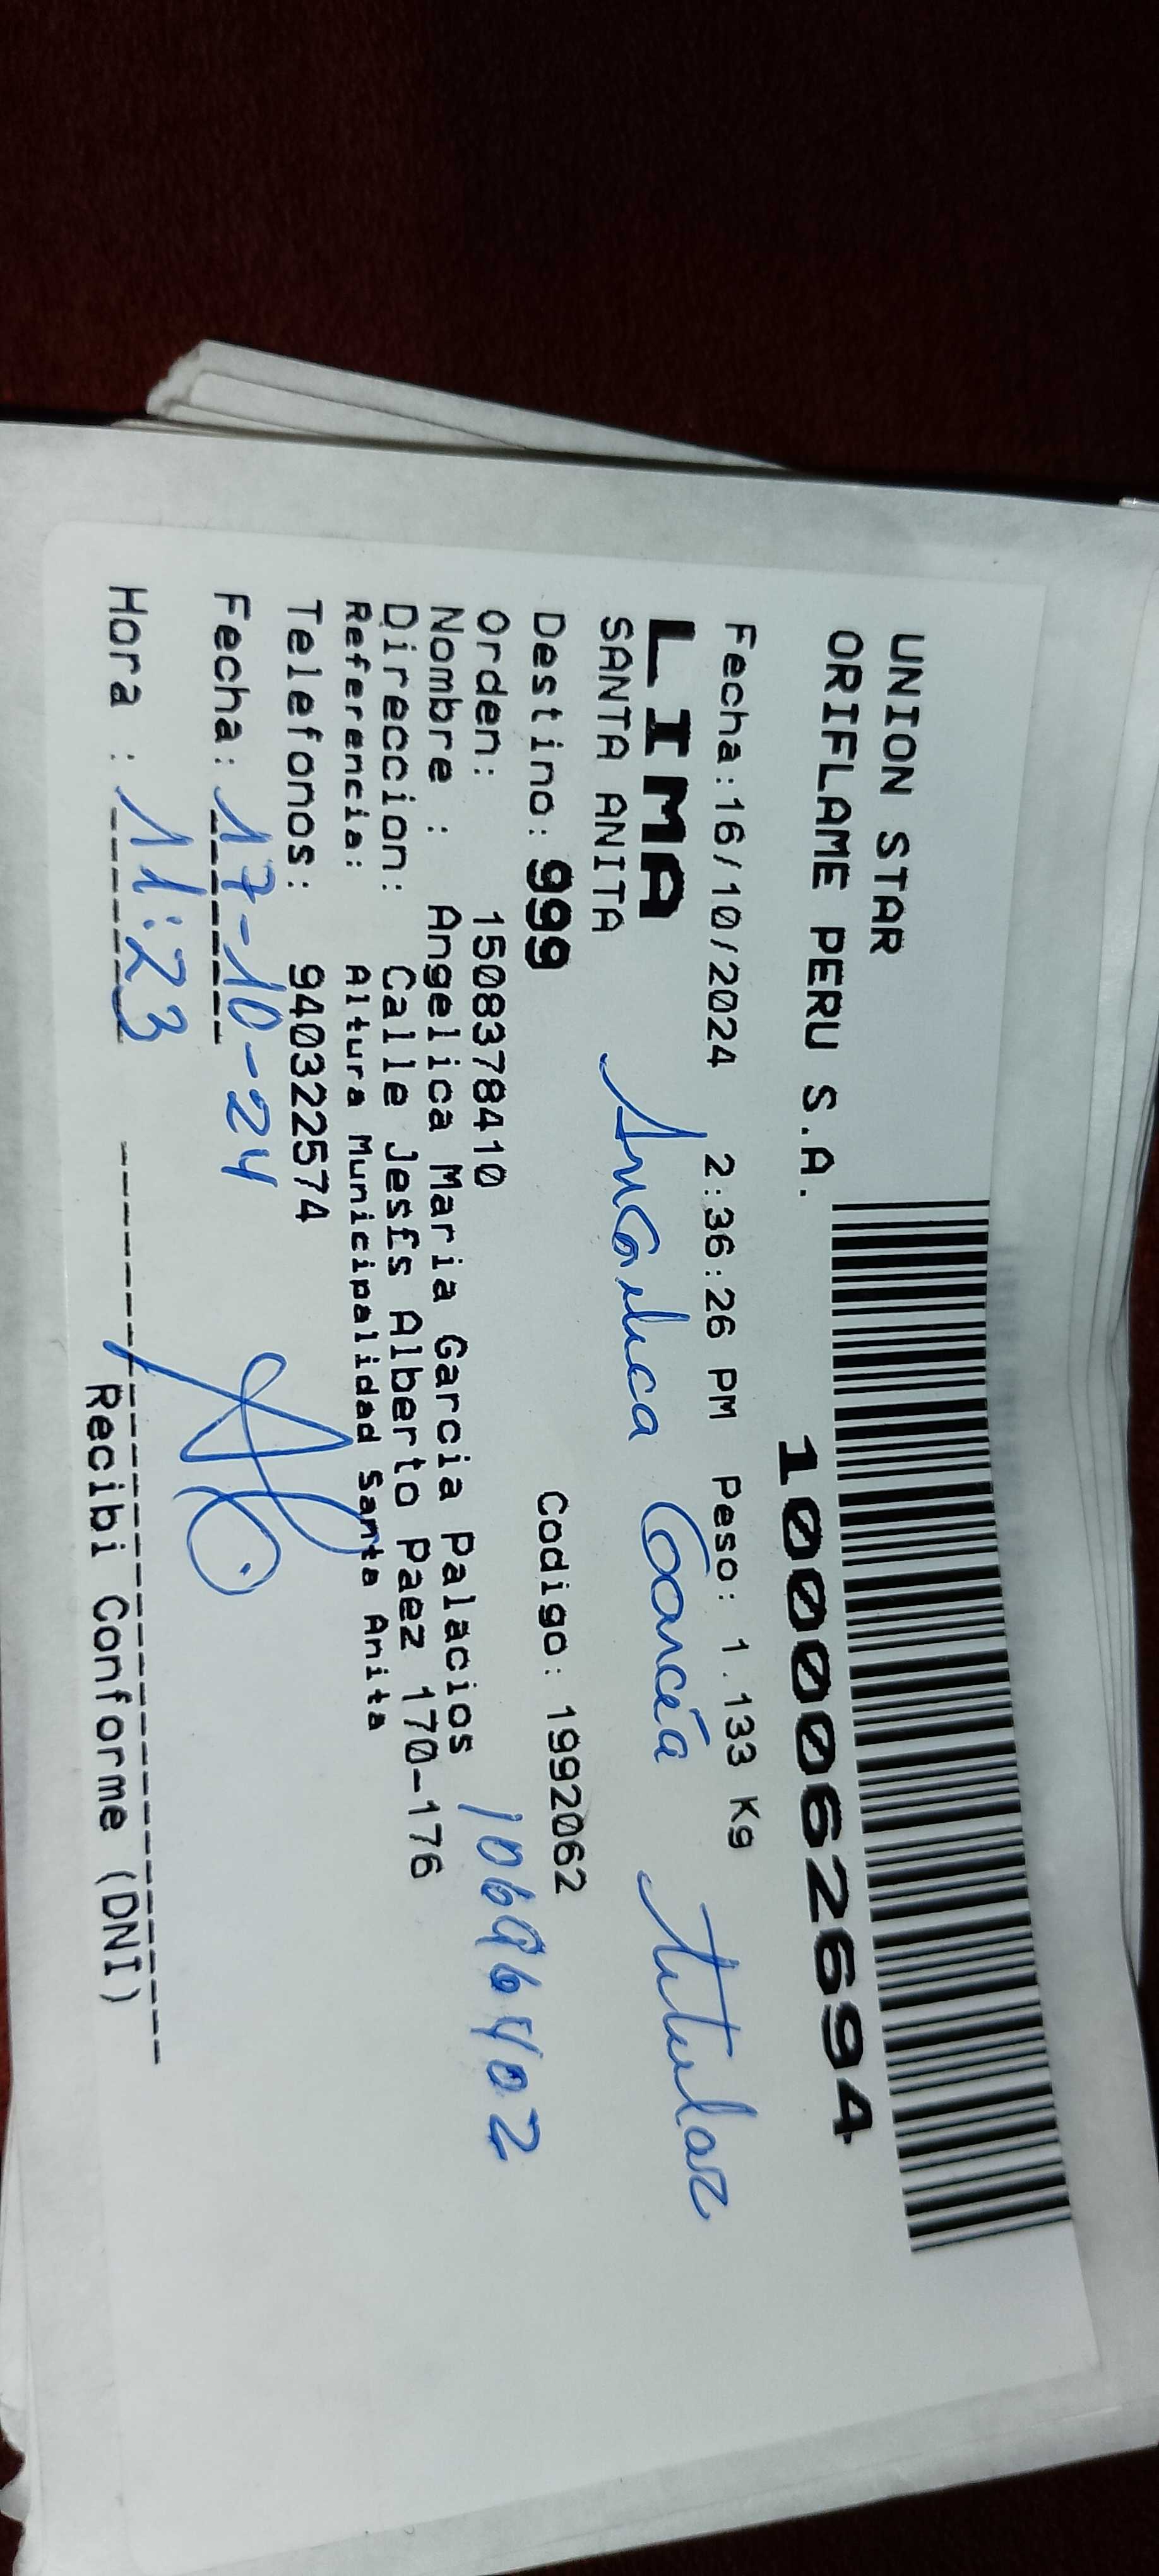 UNION STAR
ORIFLAME PERU S.A.
10000626694
Fecha:16/10/2024 2:36:26 PM Peso: 1.133 Kg
LIMA
SANTA ANITA
Angelica García titular
Destino: 999 Codigo: 1992062
Orden: 1508378410
10696402
Nombre : Angelica Maria Garcia Palacios
Direccion: Calle Jesfs Alberto Paez 170-176
Referencia: Altura Municipalidad Santa Anita
Telefonos: 940322574
Fecha: 17-10-24
Hora : 11:23
Recibi Conforme (DNI)